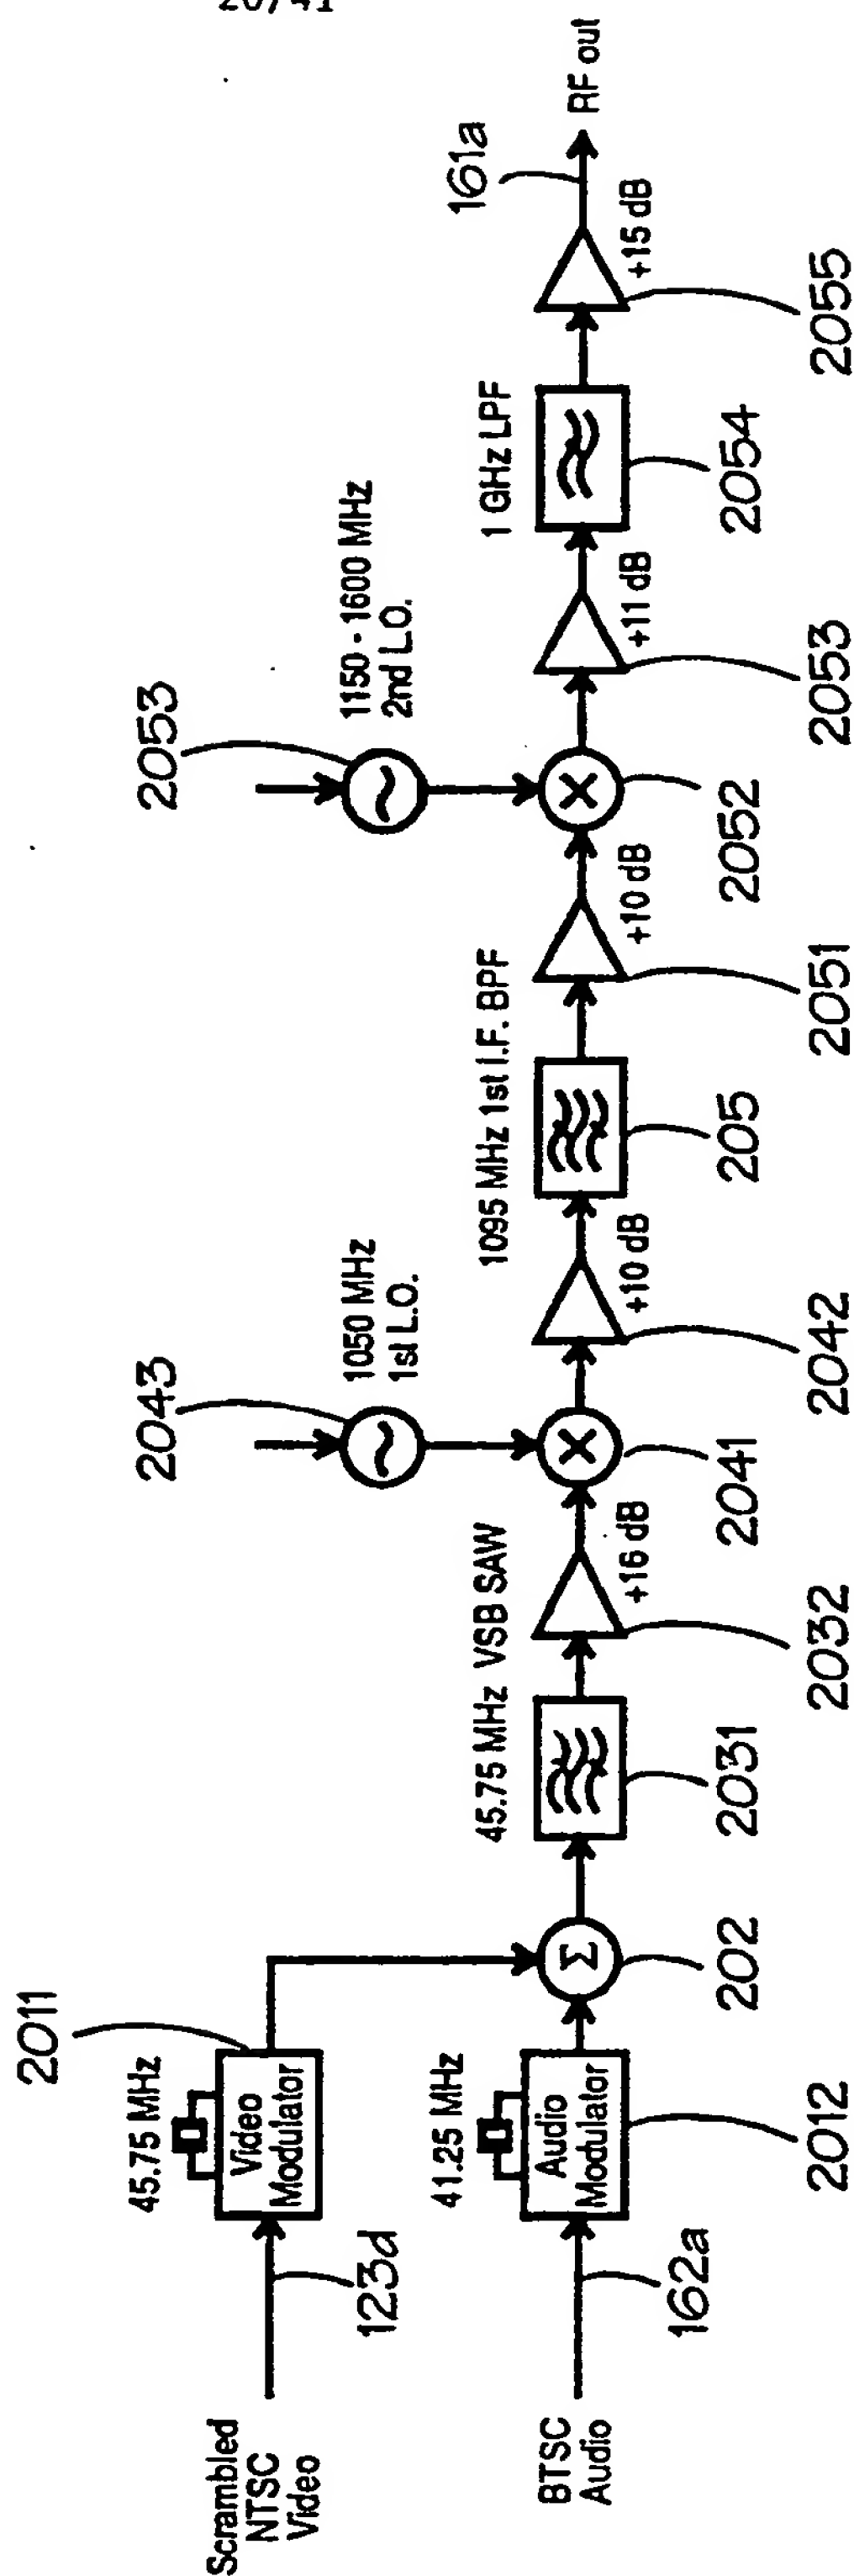 20/41
Scrambled
NTSC
Video
123d
45.75 MHz
Video
Modulator
2011
BTSC
Audio
162a
41.25 MHz
Audio
Modulator
2012
Σ
202
45.75 MHz VSB SAW
2031
+16 dB
2032
2043
1050 MHz
1st L.O.
2041
+10 dB
2042
1095 MHz 1st I.F. BPF
205
+10 dB
2051
2053
1150 - 1600 MHz
2nd L.O.
2052
+11 dB
2053
1 GHz LPF
2054
+15 dB
2055
161a
RF out